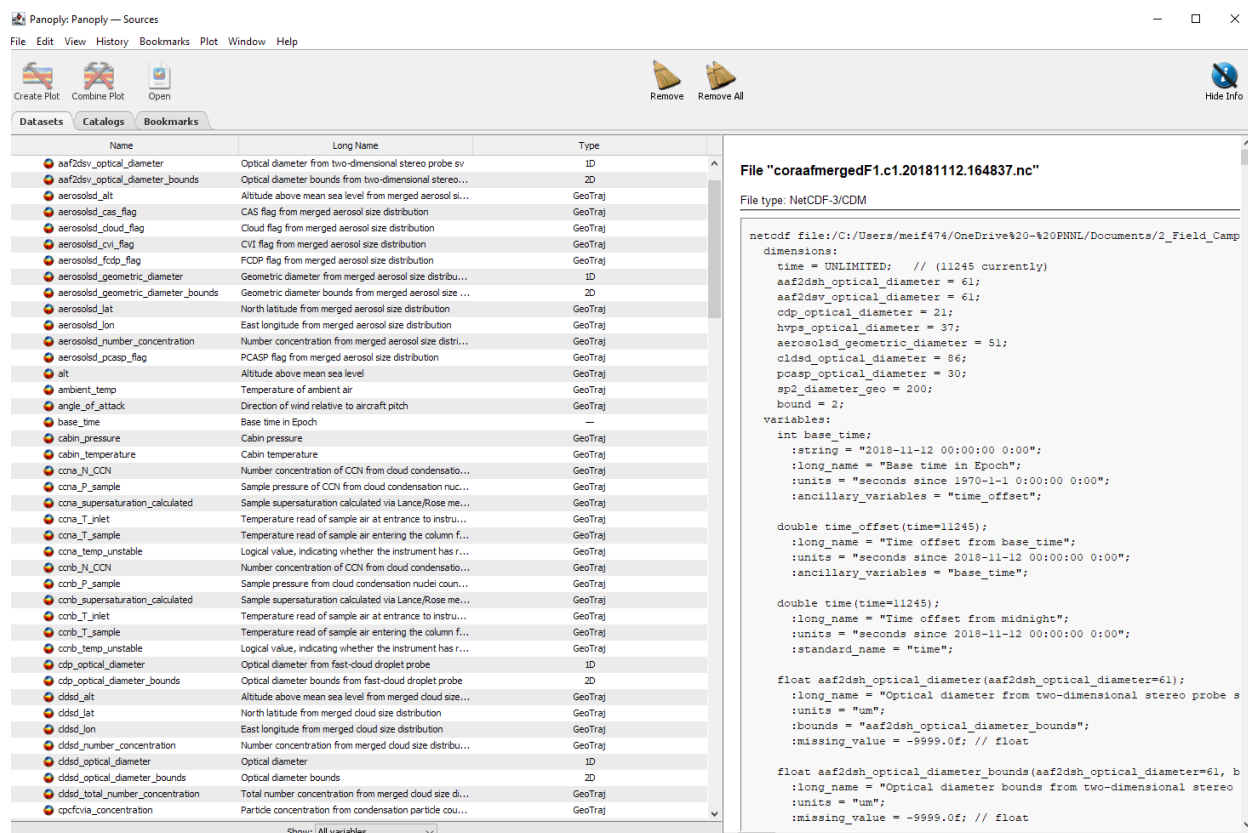 Panoply: Panoply — Sources
File Edit View History Bookmarks Plot Window Help
Create Plot Combine Plot Open Remove Remove All Hide Info
Datasets Catalogs Bookmarks
Name Long Name Type
aaf2dsv_optical_diameter Optical diameter from two-dimensional stereo probe sv 1D
aaf2dsv_optical_diameter_bounds Optical diameter bounds from two-dimensional stereo... 2D
aerosolsd_alt Altitude above mean sea level from merged aerosol si... GeoTraj
aerosolsd_cas_flag CAS flag from merged aerosol size distribution GeoTraj
aerosolsd_cloud_flag Cloud flag from merged aerosol size distribution GeoTraj
aerosolsd_cvi_flag CVI flag from merged aerosol size distribution GeoTraj
aerosolsd_fcdp_flag FCDP flag from merged aerosol size distribution GeoTraj
aerosolsd_geometric_diameter Geometric diameter from merged aerosol size distribu... 1D
aerosolsd_geometric_diameter_bounds Geometric diameter bounds from merged aerosol size ... 2D
aerosolsd_lat North latitude from merged aerosol size distribution GeoTraj
aerosolsd_lon East longitude from merged aerosol size distribution GeoTraj
aerosolsd_number_concentration Number concentration from merged aerosol size distri... GeoTraj
aerosolsd_pcasp_flag PCASP flag from merged aerosol size distribution GeoTraj
alt Altitude above mean sea level GeoTraj
ambient_temp Temperature of ambient air GeoTraj
angle_of_attack Direction of wind relative to aircraft pitch GeoTraj
base_time Base time in Epoch —
cabin_pressure Cabin pressure GeoTraj
cabin_temperature Cabin temperature GeoTraj
ccna_N_CCN Number concentration of CCN from cloud condensatio... GeoTraj
ccna_P_sample Sample pressure of CCN from cloud condensation nuc... GeoTraj
ccna_supersaturation_calculated Sample supersaturation calculated via Lance/Rose me... GeoTraj
ccna_T_inlet Temperature read of sample air at entrance to instru... GeoTraj
ccna_T_sample Temperature read of sample air entering the column f... GeoTraj
ccna_temp_unstable Logical value, indicating whether the instrument has r... GeoTraj
ccnb_N_CCN Number concentration of CCN from cloud condensatio... GeoTraj
ccnb_P_sample Sample pressure from cloud condensation nuclei coun... GeoTraj
ccnb_supersaturation_calculated Sample supersaturation calculated via Lance/Rose me... GeoTraj
ccnb_T_inlet Temperature read of sample air at entrance to instru... GeoTraj
ccnb_T_sample Temperature read of sample air entering the column f... GeoTraj
ccnb_temp_unstable Logical value, indicating whether the instrument has r... GeoTraj
cdp_optical_diameter Optical diameter from fast-cloud droplet probe 1D
cdp_optical_diameter_bounds Optical diameter bounds from fast-cloud droplet probe 2D
cldsd_alt Altitude above mean sea level from merged cloud size... GeoTraj
cldsd_lat North latitude from merged cloud size distribution GeoTraj
cldsd_lon East longitude from merged cloud size distribution GeoTraj
cldsd_number_concentration Number concentration from merged cloud size distribu... GeoTraj
cldsd_optical_diameter Optical diameter 1D
cldsd_optical_diameter_bounds Optical diameter bounds 2D
cldsd_total_number_concentration Total number concentration from merged cloud size di... GeoTraj
cpcfcvia_concentration Particle concentration from condensation particle cou... GeoTraj
Show: All variables
File "coraafmergedF1.c1.20181112.164837.nc"
File type: NetCDF-3/CDM
netcdf file:/C:/Users/meif474/OneDrive%20-%20PNNL/Documents/2_Field_Camp
dimensions:
time = UNLIMITED; // (11245 currently)
aaf2dsh_optical_diameter = 61;
aaf2dsv_optical_diameter = 61;
cdp_optical_diameter = 21;
hvps_optical_diameter = 37;
aerosolsd_geometric_diameter = 51;
cldsd_optical_diameter = 86;
pcasp_optical_diameter = 30;
sp2_diameter_geo = 200;
bound = 2;
variables:
int base_time;
:string = "2018-11-12 00:00:00 0:00";
:long_name = "Base time in Epoch";
:units = "seconds since 1970-1-1 0:00:00 0:00";
:ancillary_variables = "time_offset";
double time_offset(time=11245);
:long_name = "Time offset from base_time";
:units = "seconds since 2018-11-12 00:00:00 0:00";
:ancillary_variables = "base_time";
double time(time=11245);
:long_name = "Time offset from midnight";
:units = "seconds since 2018-11-12 00:00:00 0:00";
:standard_name = "time";
float aaf2dsh_optical_diameter(aaf2dsh_optical_diameter=61);
:long_name = "Optical diameter from two-dimensional stereo probe s
:units = "um";
:bounds = "aaf2dsh_optical_diameter_bounds";
:missing_value = -9999.0f; // float
float aaf2dsh_optical_diameter_bounds(aaf2dsh_optical_diameter=61, b
:long_name = "Optical diameter bounds from two-dimensional stereo
:units = "um";
:missing_value = -9999.0f; // float